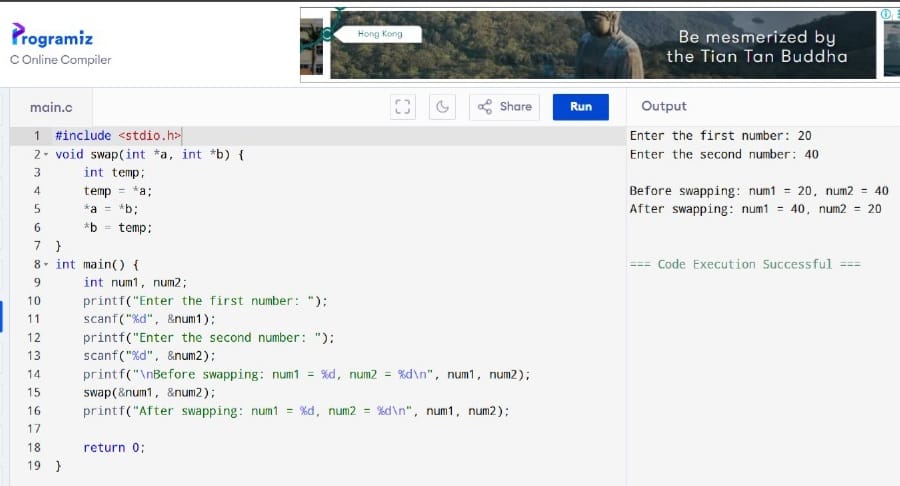 Programiz
C Online Compiler
Hong Kong
Be mesmerized by
the Tian Tan Buddha
main.c
Share
Run
Output
1 #include <stdio.h>
2 void swap(int *a, int *b) {
3 int temp;
4 temp = *a;
5 *a = *b;
6 *b = temp;
7 }
8 int main() {
9 int num1, num2;
10 printf("Enter the first number: ");
11 scanf("%d", &num1);
12 printf("Enter the second number: ");
13 scanf("%d", &num2);
14 printf("\nBefore swapping: num1 = %d, num2 = %d\n", num1, num2);
15 swap(&num1, &num2);
16 printf("After swapping: num1 = %d, num2 = %d\n", num1, num2);
17
18 return 0;
19 }
Enter the first number: 20
Enter the second number: 40
Before swapping: num1 = 20, num2 = 40
After swapping: num1 = 40, num2 = 20
=== Code Execution Successful ===